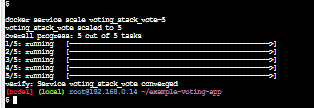 $
docker service scale voting_stack_vote=5
voting_stack_vote scaled to 5
overall progress: 5 out of 5 tasks
1/5: running [==================================================>]
2/5: running [==================================================>]
3/5: running [==================================================>]
4/5: running [==================================================>]
5/5: running [==================================================>]
verify: Service voting_stack_vote converged
[node1] (local) root@192.168.0.14 ~/example-voting-app
$